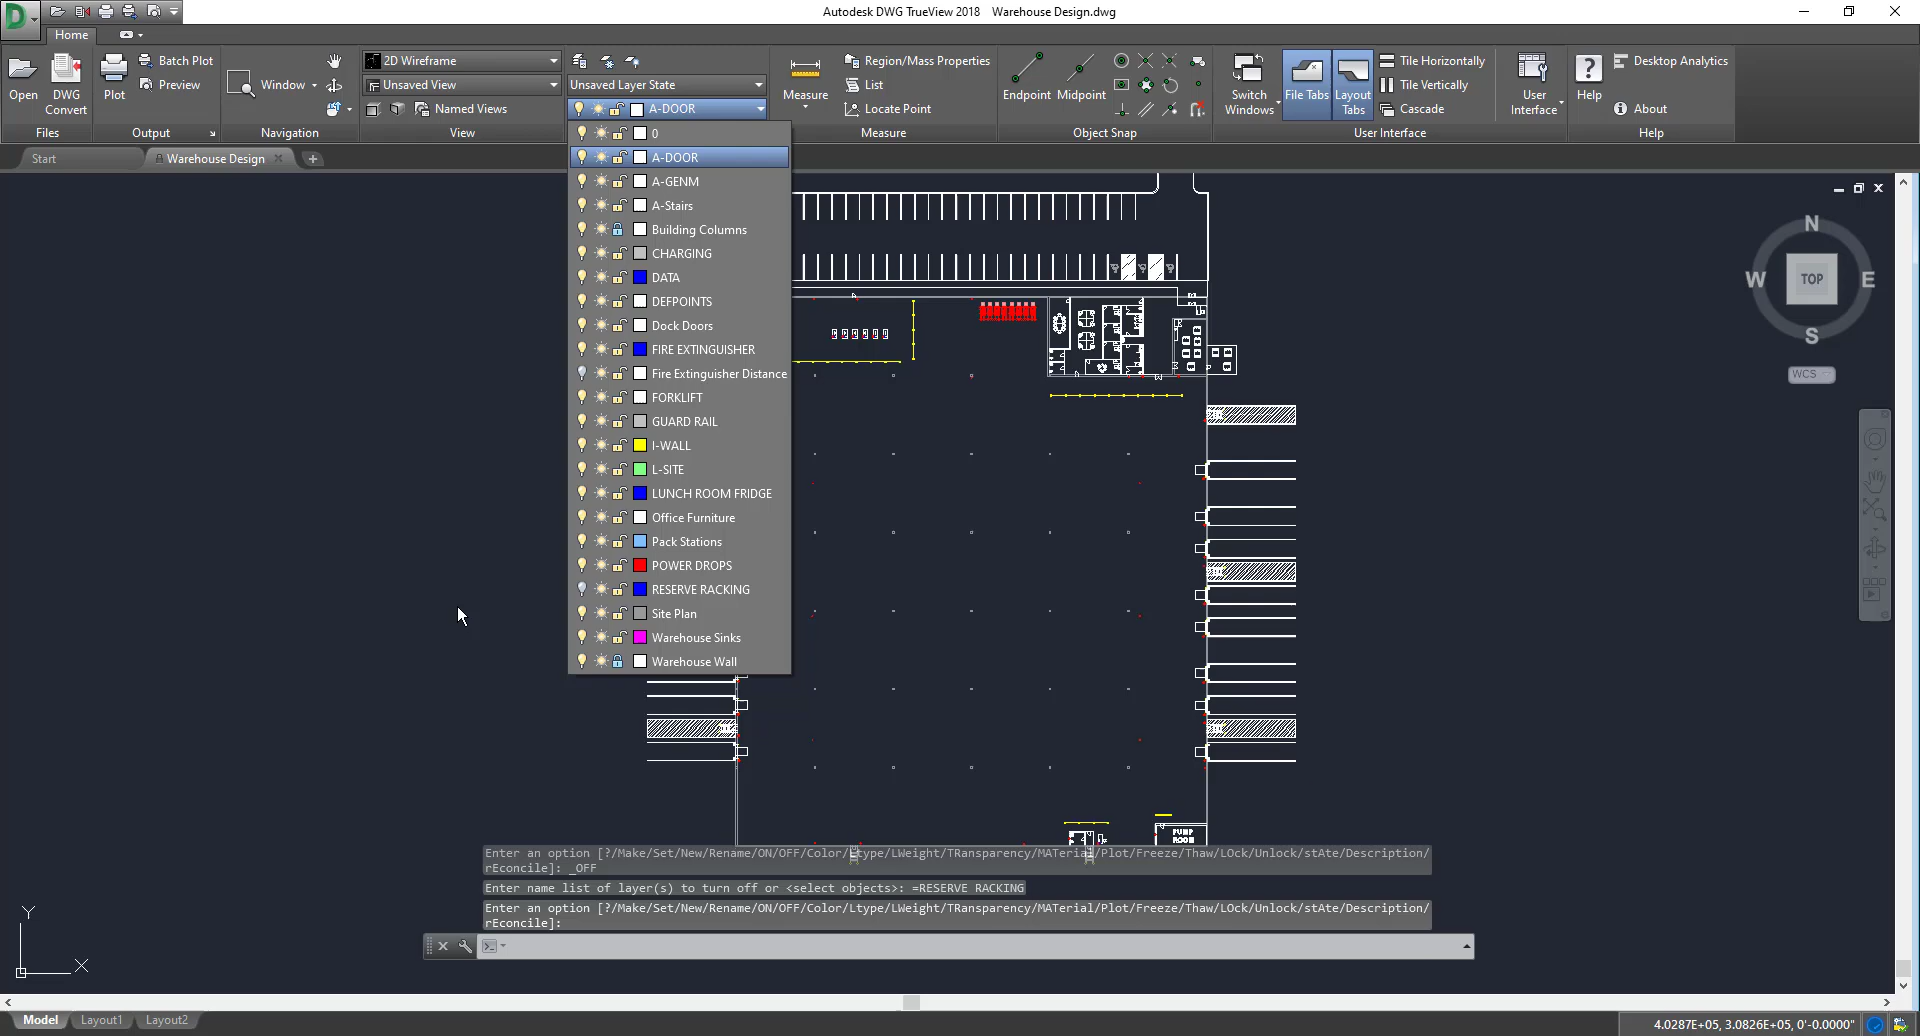 Autodesk DWG TrueView 2018    Warehouse Design.dwg
Home
Open
DWG
Convert
Files
Plot
Batch Plot
Preview
Output
Window
Navigation
2D Wireframe
Unsaved View
Named Views
View
Unsaved Layer State
A-DOOR
Measure
Region/Mass Properties
List
Locate Point
Measure
Endpoint
Midpoint
Object Snap
Switch
Windows
File Tabs
Layout
Tabs
Tile Horizontally
Tile Vertically
Cascade
User
Interface
User Interface
Help
Desktop Analytics
About
Help
Start
Warehouse Design
0
A-DOOR
A-GENM
A-Stairs
Building Columns
CHARGING
DATA
DEFPOINTS
Dock Doors
FIRE EXTINGUISHER
Fire Extinguisher Distance
FORKLIFT
GUARD RAIL
I-WALL
L-SITE
LUNCH ROOM FRIDGE
Office Furniture
Pack Stations
POWER DROPS
RESERVE RACKING
Site Plan
Warehouse Sinks
Warehouse Wall
N
W
TOP
E
S
WCS
PUMP
ROOM
Enter an option [?/Make/Set/New/Rename/ON/OFF/Color/Ltype/LWeight/TRansparency/MATerial/Plot/Freeze/Thaw/LOck/Unlock/stAte/Description/
rEconcile]: _OFF
Enter name list of layer(s) to turn off or <select objects>: =RESERVE RACKING
Enter an option [?/Make/Set/New/Rename/ON/OFF/Color/Ltype/LWeight/TRansparency/MATerial/Plot/Freeze/Thaw/LOck/Unlock/stAte/Description/
rEconcile]:
Y
X
Model
Layout1
Layout2
4.0287E+05, 3.0826E+05, 0'-0.0000"